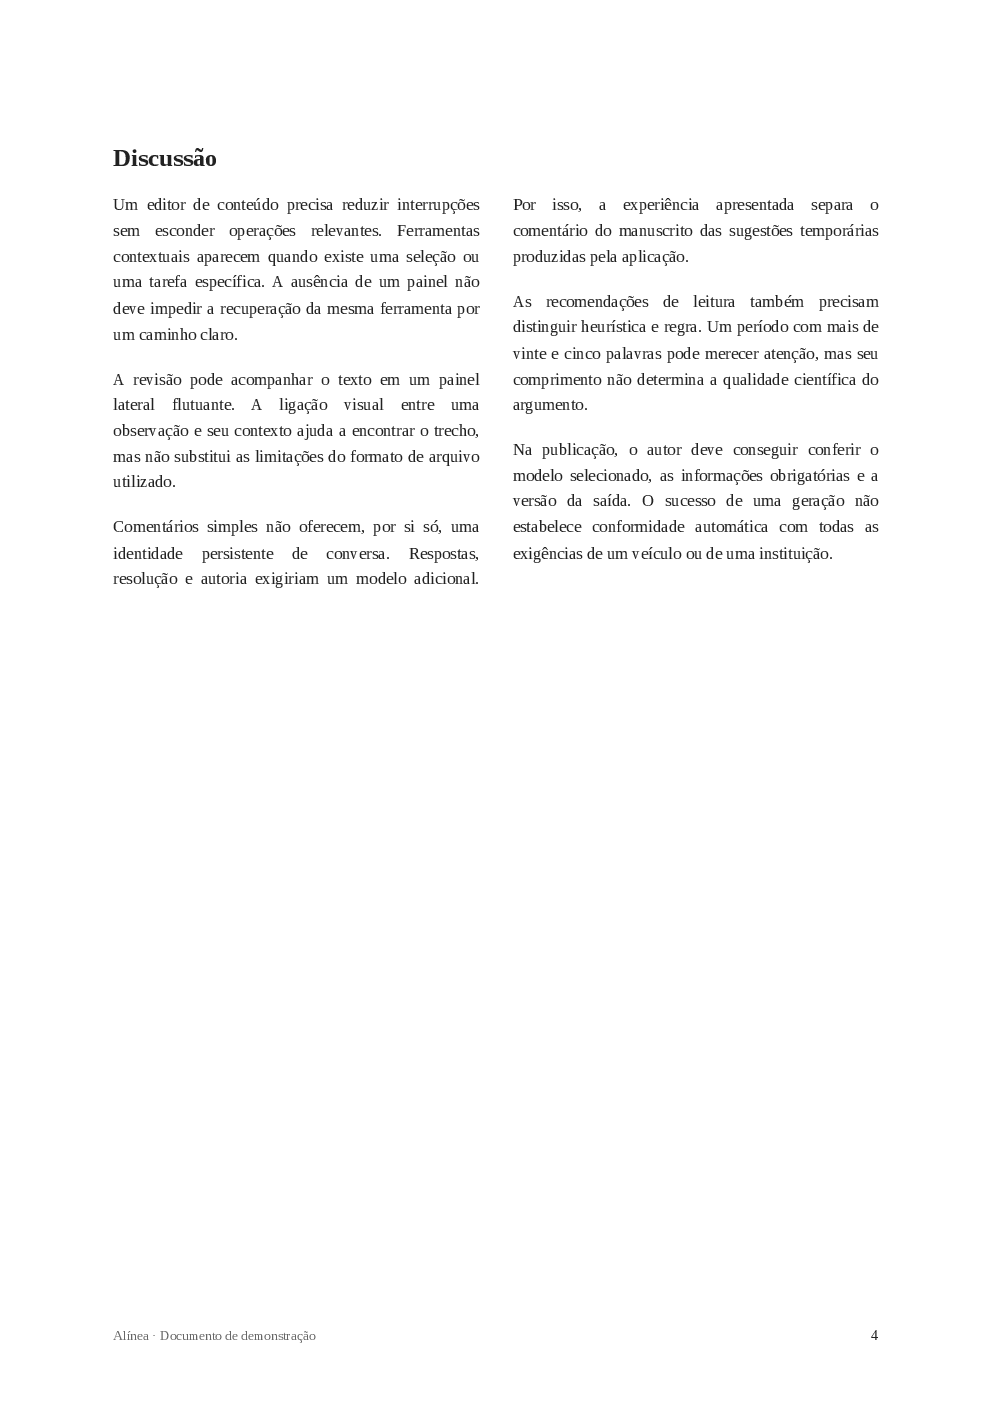 Discussão
Um editor de conteúdo precisa reduzir interrupções
sem esconder operações relevantes. Ferramentas
contextuais aparecem quando existe uma seleção ou
uma tarefa específica. A ausência de um painel não
deve impedir a recuperação da mesma ferramenta por
um caminho claro.
A revisão pode acompanhar o texto em um painel
lateral flutuante. A ligação visual entre uma
observação e seu contexto ajuda a encontrar o trecho,
mas não substitui as limitações do formato de arquivo
utilizado.
Comentários simples não oferecem, por si só, uma
identidade persistente de conversa. Respostas,
resolução e autoria exigiriam um modelo adicional.
Por isso, a experiência apresentada separa o
comentário do manuscrito das sugestões temporárias
produzidas pela aplicação.
As recomendações de leitura também precisam
distinguir heurística e regra. Um período com mais de
vinte e cinco palavras pode merecer atenção, mas seu
comprimento não determina a qualidade científica do
argumento.
Na publicação, o autor deve conseguir conferir o
modelo selecionado, as informações obrigatórias e a
versão da saída. O sucesso de uma geração não
estabelece conformidade automática com todas as
exigências de um veículo ou de uma instituição.
Alínea · Documento de demonstração
4